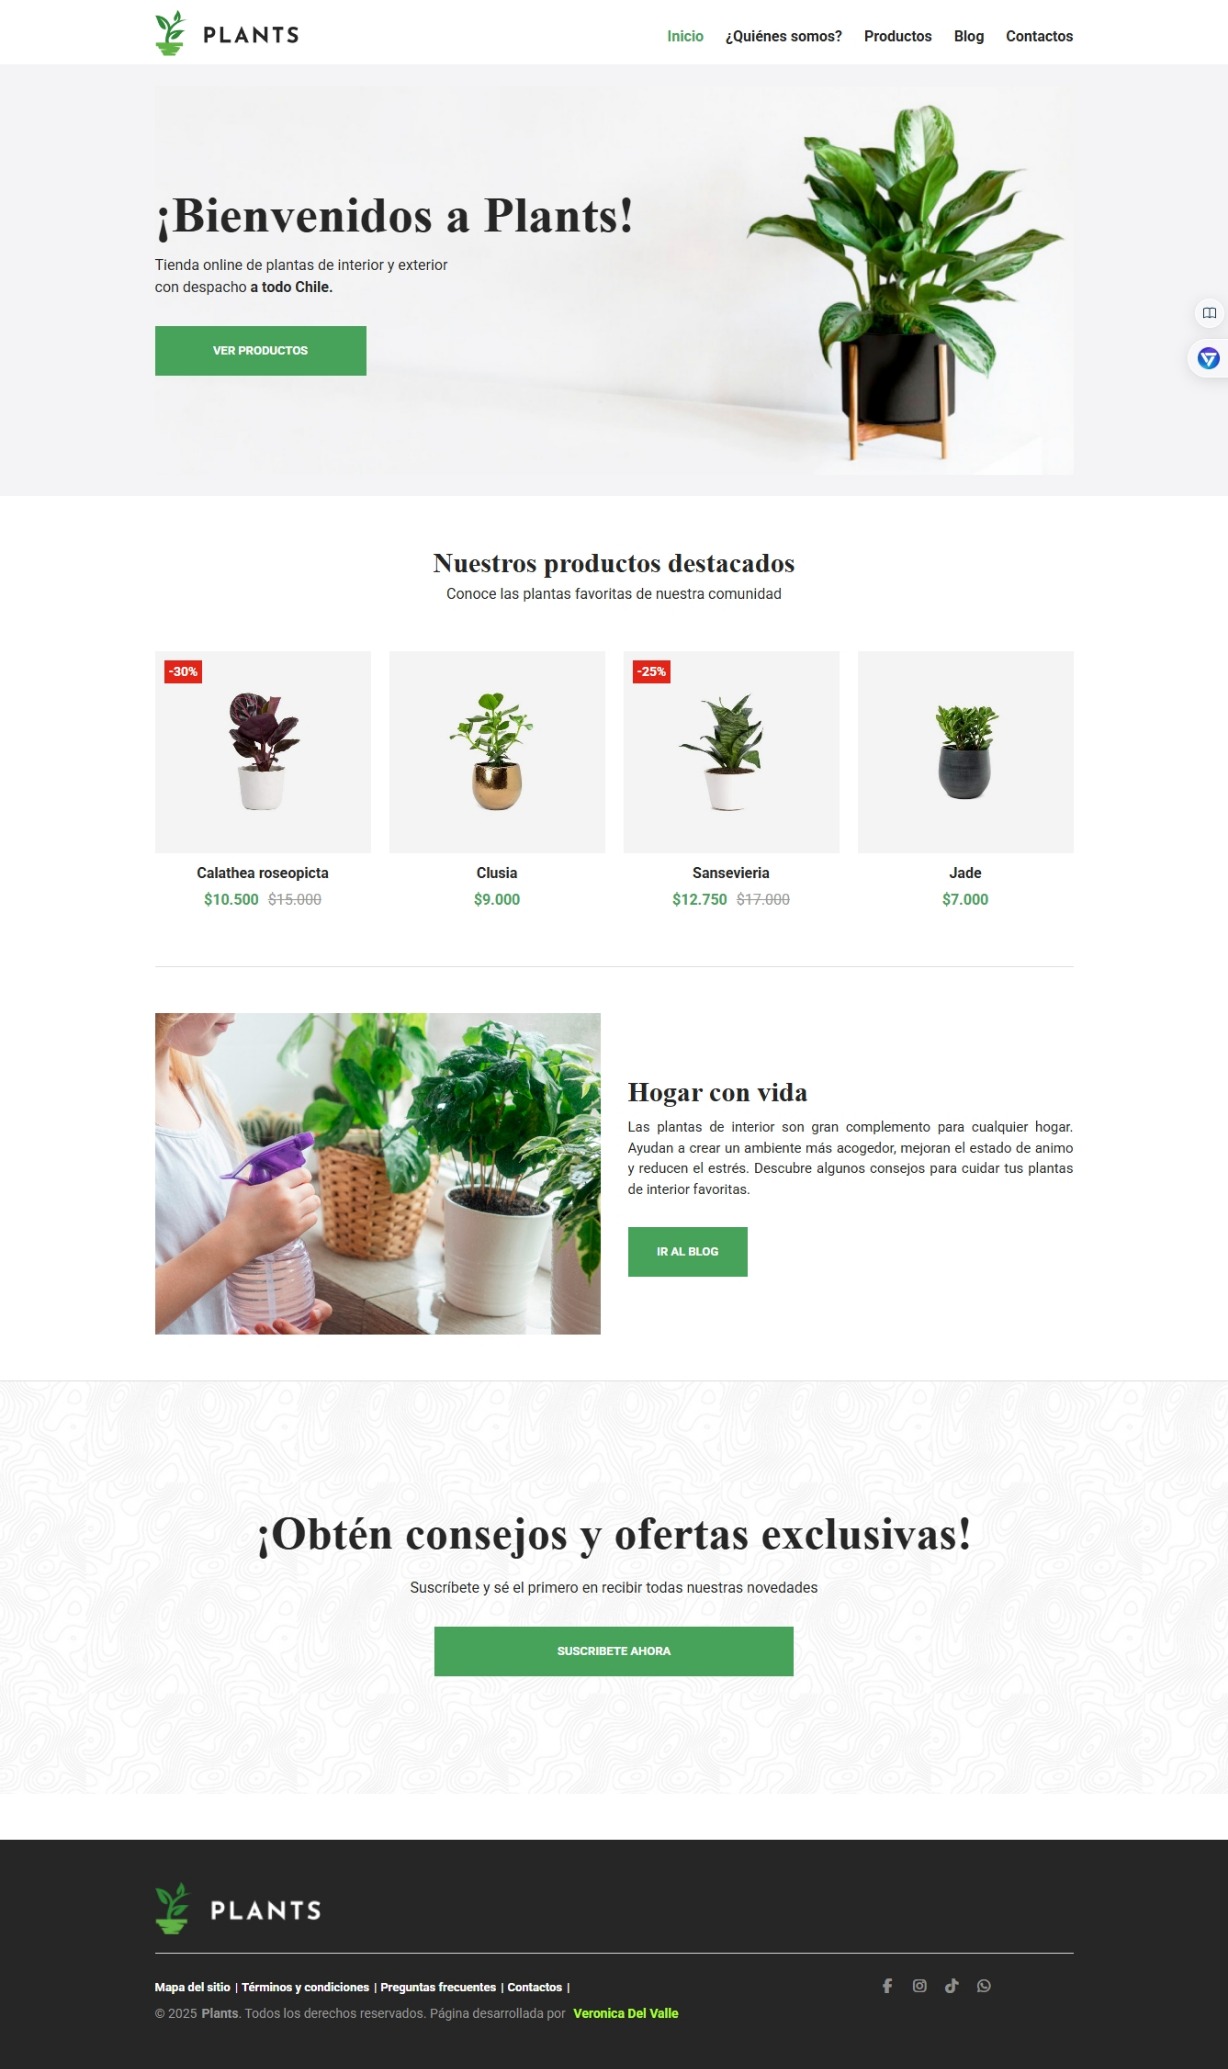 PLANTS
Inicio ¿Quiénes somos? Productos Blog Contactos
¡Bienvenidos a Plants!
Tienda online de plantas de interior y exterior
con despacho a todo Chile.
VER PRODUCTOS
Nuestros productos destacados
Conoce las plantas favoritas de nuestra comunidad
-30%
-25%
Calathea roseopicta
Clusia
Sansevieria
Jade
$10.500 $15.000
$9.000
$12.750 $17.000
$7.000
Hogar con vida
Las plantas de interior son gran complemento para cualquier hogar.
Ayudan a crear un ambiente más acogedor, mejoran el estado de animo
y reducen el estrés. Descubre algunos consejos para cuidar tus plantas
de interior favoritas.
IR AL BLOG
¡Obtén consejos y ofertas exclusivas!
Suscríbete y sé el primero en recibir todas nuestras novedades
SUSCRIBETE AHORA
PLANTS
Mapa del sitio | Términos y condiciones | Preguntas frecuentes | Contactos |
© 2025 Plants. Todos los derechos reservados. Página desarrollada por Veronica Del Valle